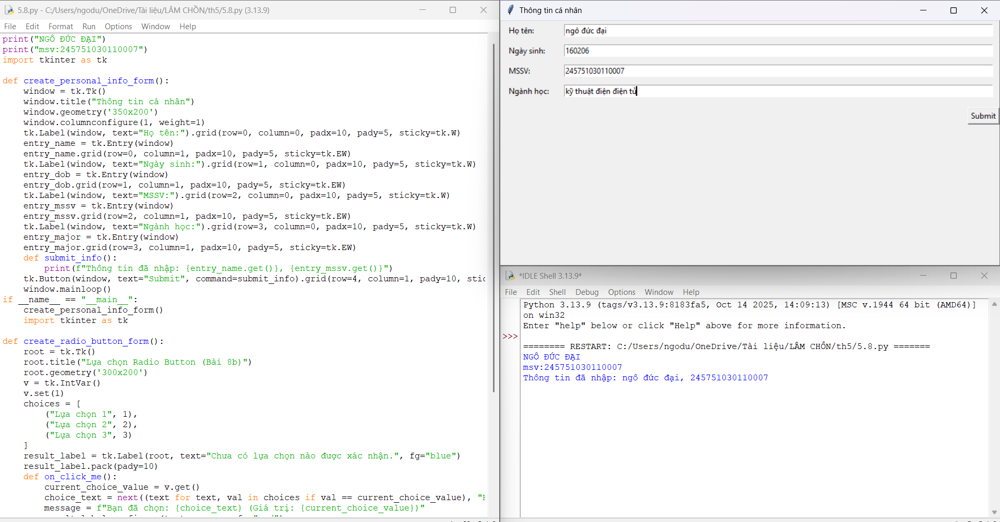 5.8.py - C:/Users/ngodu/OneDrive/Tài liệu/LÂM CHỒN/th5/5.8.py (3.13.9)
File Edit Format Run Options Window Help
print("NGÔ ĐỨC ĐẠI")
print("msv:245751030110007")
import tkinter as tk
def create_personal_info_form():
    window = tk.Tk()
    window.title("Thông tin cá nhân")
    window.geometry('350x200')
    window.columnconfigure(1, weight=1)
    tk.Label(window, text="Họ tên:").grid(row=0, column=0, padx=10, pady=5, sticky=tk.W)
    entry_name = tk.Entry(window)
    entry_name.grid(row=0, column=1, padx=10, pady=5, sticky=tk.EW)
    tk.Label(window, text="Ngày sinh:").grid(row=1, column=0, padx=10, pady=5, sticky=tk.W)
    entry_dob = tk.Entry(window)
    entry_dob.grid(row=1, column=1, padx=10, pady=5, sticky=tk.EW)
    tk.Label(window, text="MSSV:").grid(row=2, column=0, padx=10, pady=5, sticky=tk.W)
    entry_mssv = tk.Entry(window)
    entry_mssv.grid(row=2, column=1, padx=10, pady=5, sticky=tk.EW)
    tk.Label(window, text="Ngành học:").grid(row=3, column=0, padx=10, pady=5, sticky=tk.W)
    entry_major = tk.Entry(window)
    entry_major.grid(row=3, column=1, padx=10, pady=5, sticky=tk.EW)
    def submit_info():
        print(f"Thông tin đã nhập: {entry_name.get()}, {entry_mssv.get()}")
    tk.Button(window, text="Submit", command=submit_info).grid(row=4, column=1, pady=10, stic
    window.mainloop()
if __name__ == "__main__":
    create_personal_info_form()
    import tkinter as tk
def create_radio_button_form():
    root = tk.Tk()
    root.title("Lựa chọn Radio Button (Bài 8b)")
    root.geometry('300x200')
    v = tk.IntVar()
    v.set(1)
    choices = [
        ("Lựa chọn 1", 1),
        ("Lựa chọn 2", 2),
        ("Lựa chọn 3", 3)
    ]
    result_label = tk.Label(root, text="Chưa có lựa chọn nào được xác nhận.", fg="blue")
    result_label.pack(pady=10)
    def on_click_me():
        current_choice_value = v.get()
        choice_text = next((text for text, val in choices if val == current_choice_value), "
        message = f"Bạn đã chọn: {choice_text} (Giá trị: {current_choice_value})"
Thông tin cá nhân
Họ tên: ngô đức đại
Ngày sinh: 160206
MSSV: 245751030110007
Ngành học: kỹ thuật điện điện tử
Submit
*IDLE Shell 3.13.9*
File Edit Shell Debug Options Window Help
Python 3.13.9 (tags/v3.13.9:8183fa5, Oct 14 2025, 14:09:13) [MSC v.1944 64 bit (AMD64)]
on win32
Enter "help" below or click "Help" above for more information.
>>>
======== RESTART: C:/Users/ngodu/OneDrive/Tài liệu/LÂM CHỒN/th5/5.8.py =======
NGÔ ĐỨC ĐẠI
msv:245751030110007
Thông tin đã nhập: ngô đức đại, 245751030110007